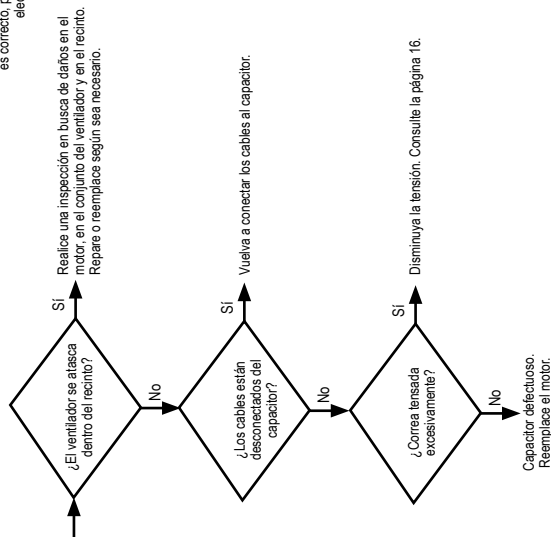 es correcto, p
elec
¿El ventilador se atasca
dentro del recinto?
Sí
Realice una inspección en busca de daños en el
motor, en el conjunto del ventilador y en el recinto.
Repare o reemplace según sea necesario.
No
¿Los cables están
desconectados del
capacitor?
Sí
Vuelva a conectar los cables al capacitor.
No
¿Correa tensada
excesivamente?
Sí
Disminuya la tensión. Consulte la página 16.
No
Capacitor defectuoso.
Reemplace el motor.